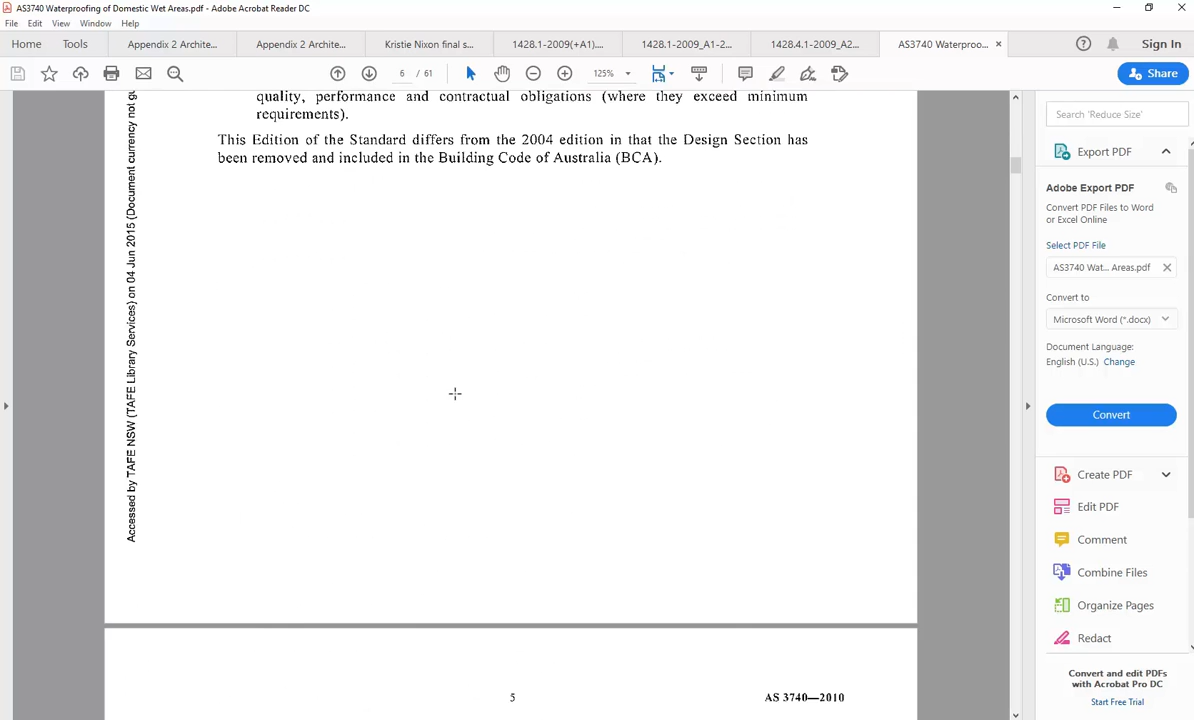 AS3740 Waterproofing of Domestic Wet Areas.pdf - Adobe Acrobat Reader DC
File Edit View Window Help
Home Tools Appendix 2 Archite... Appendix 2 Archite... Kristie Nixon final s... 1428.1-2009(+A1).... 1428.1-2009_A1-2... 1428.4.1-2009_A2... AS3740 Waterproo... × Sign In
6 / 61 125% Share
quality, performance and contractual obligations (where they exceed minimum
requirements).
This Edition of the Standard differs from the 2004 edition in that the Design Section has
been removed and included in the Building Code of Australia (BCA).
Accessed by TAFE NSW (TAFE Library Services) on 04 Jun 2015 (Document currency not gu
5 AS 3740—2010
Search 'Reduce Size'
Export PDF
Adobe Export PDF
Convert PDF Files to Word
or Excel Online
Select PDF File
AS3740 Wat... Areas.pdf
Convert to
Microsoft Word (*.docx)
Document Language:
English (U.S.) Change
Convert
Create PDF
Edit PDF
Comment
Combine Files
Organize Pages
Redact
Convert and edit PDFs
with Acrobat Pro DC
Start Free Trial